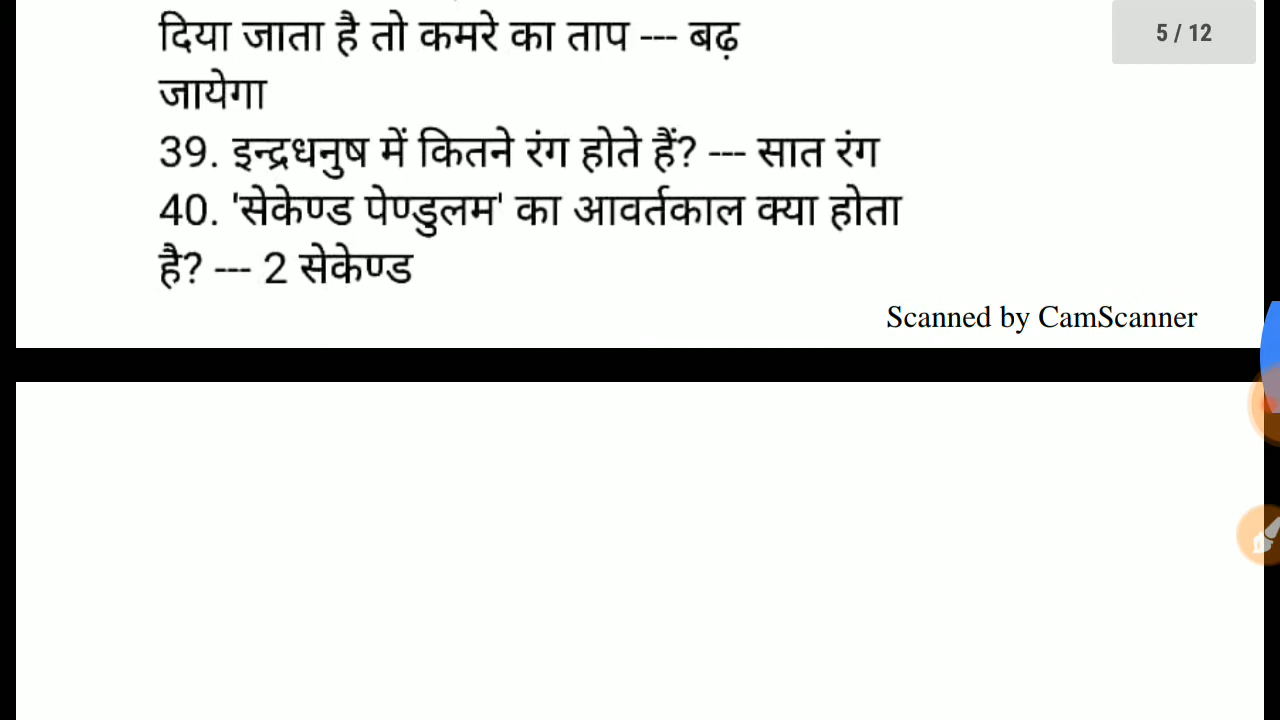 दिया जाता है तो कमरे का ताप --- बढ़
5 / 12
जायेगा
39. इन्द्रधनुष में कितने रंग होते हैं? --- सात रंग
40. 'सेकेण्ड पेण्डुलम' का आवर्तकाल क्या होता
है? --- 2 सेकेण्ड
Scanned by CamScanner